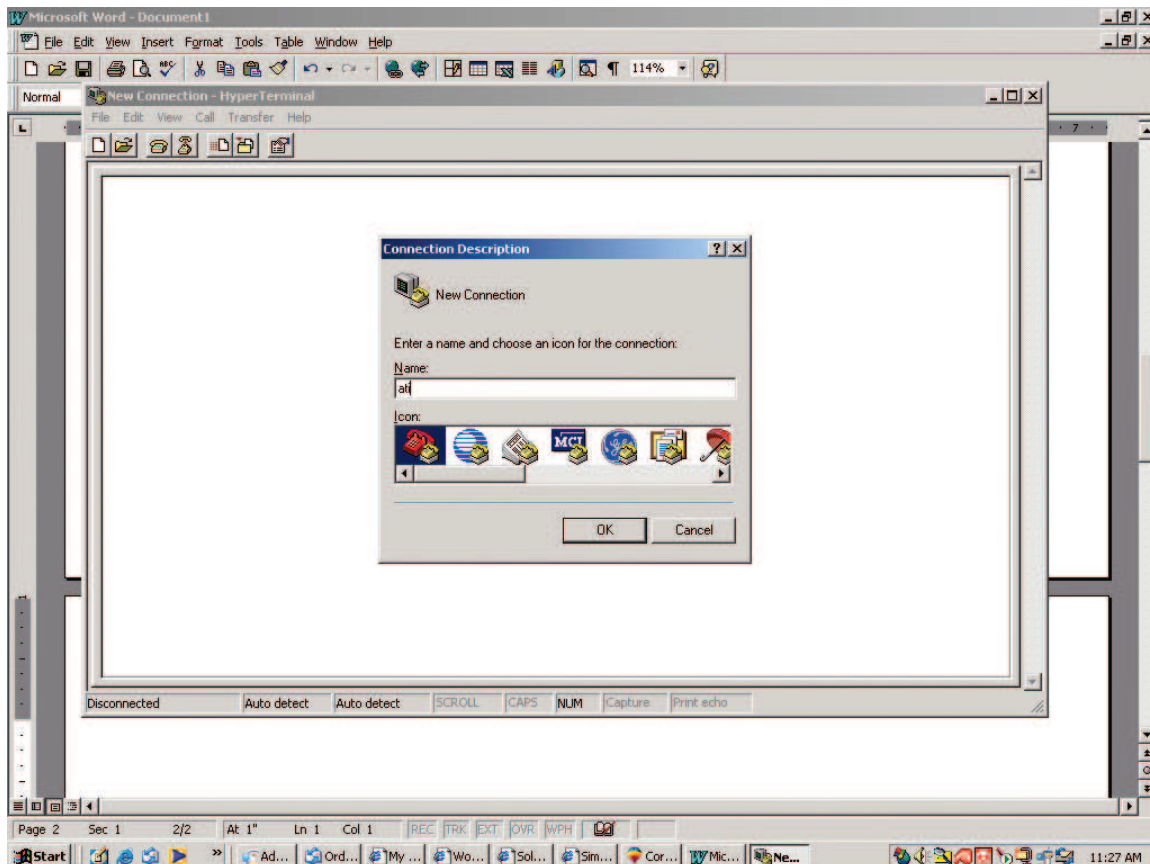 Microsoft Word - Document1
File Edit View Insert Format Tools Table Window Help
114%
Normal
New Connection - HyperTerminal
File Edit View Call Transfer Help
7
Connection Description
New Connection
Enter a name and choose an icon for the connection:
Name:
ati
Icon:
MCI
OK Cancel
Disconnected Auto detect Auto detect SCROLL CAPS NUM Capture Print echo
Page 2 Sec 1 2/2 At 1" Ln 1 Col 1 REC TRK EXT OVR WPH
Start » Ad... Ord... My ... Wo... Sol... Sim... Cor... Mic... Ne... 11:27 AM